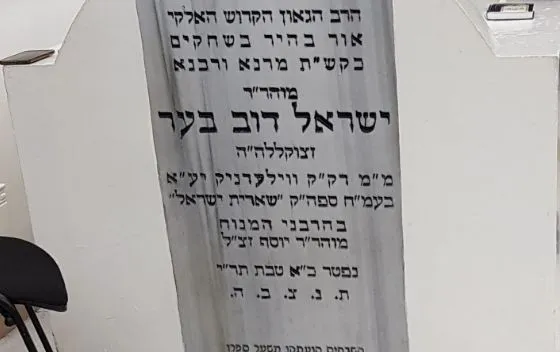 הרב הגאון הקדוש האלקי
אור בהיר בשחקים
בקש"ת מרנא ורבנא
מוהר"ר
ישראל דוב בער
זצוקללה"ה
מ"מ דק"ק ווילעדניק יע"א
בעמ"ח ספה"ק "שארית ישראל"
בהרבני המנוח
מוהר"ר יוסף זצ"ל
נפטר כ"א טבת תר"י
ת. נ. צ. ב. ה.